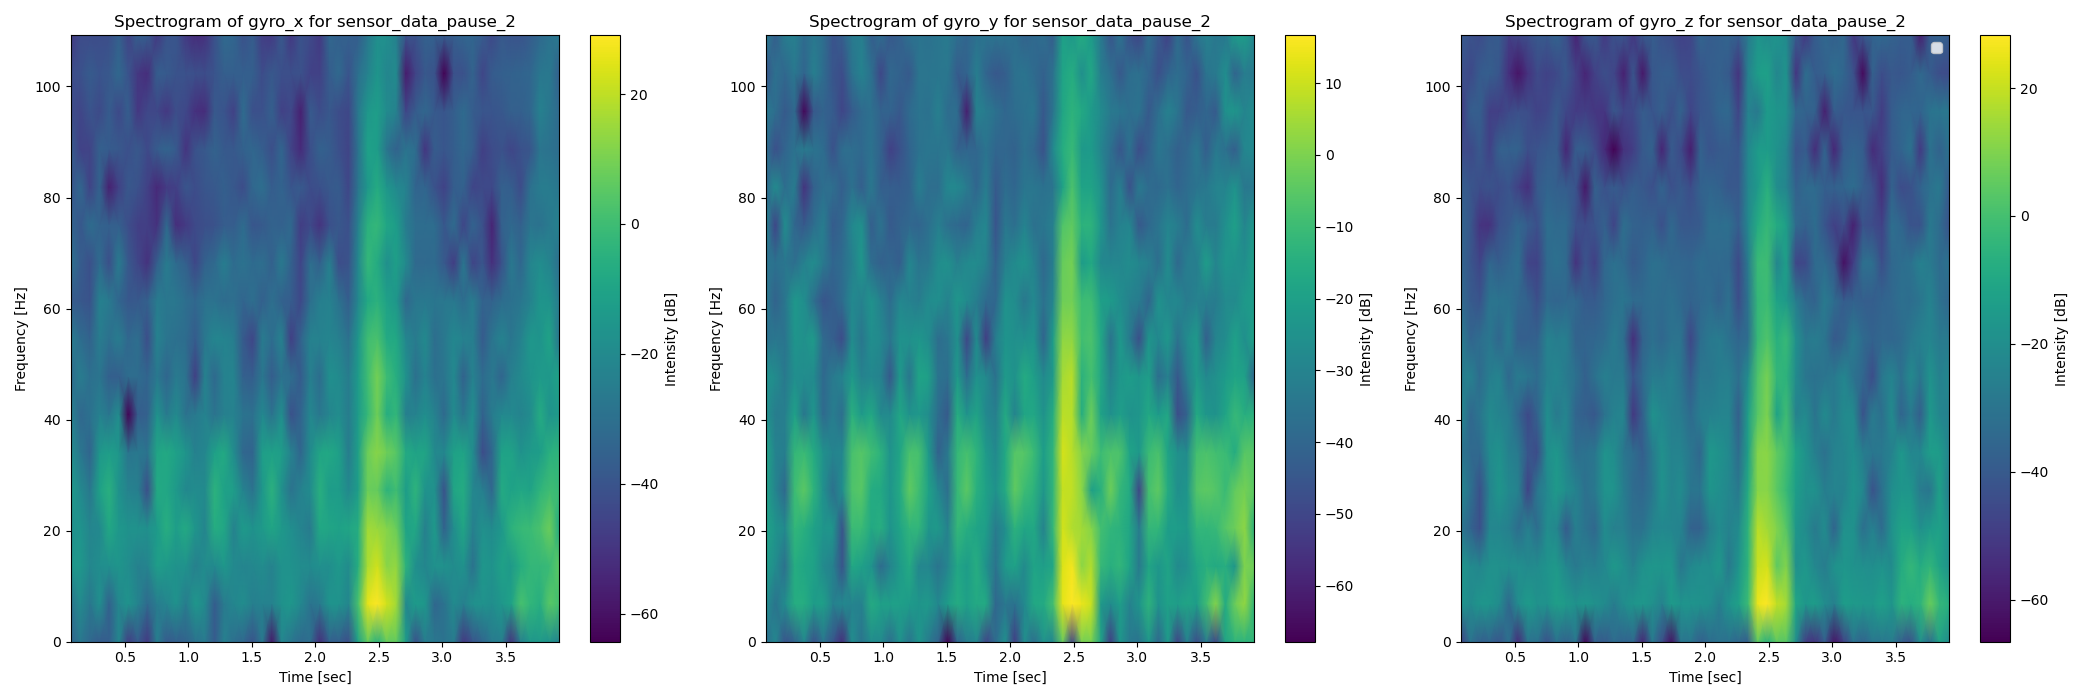 Spectrogram of gyro_x for sensor_data_pause_2
Frequency [Hz]
100
80
60
40
20
0
0.5 1.0 1.5 2.0 2.5 3.0 3.5
Time [sec]
20
0
−20
−40
−60
Intensity [dB]
Spectrogram of gyro_y for sensor_data_pause_2
Frequency [Hz]
100
80
60
40
20
0
0.5 1.0 1.5 2.0 2.5 3.0 3.5
Time [sec]
10
0
−10
−20
−30
−40
−50
−60
Intensity [dB]
Spectrogram of gyro_z for sensor_data_pause_2
Frequency [Hz]
100
80
60
40
20
0
0.5 1.0 1.5 2.0 2.5 3.0 3.5
Time [sec]
20
0
−20
−40
−60
Intensity [dB]